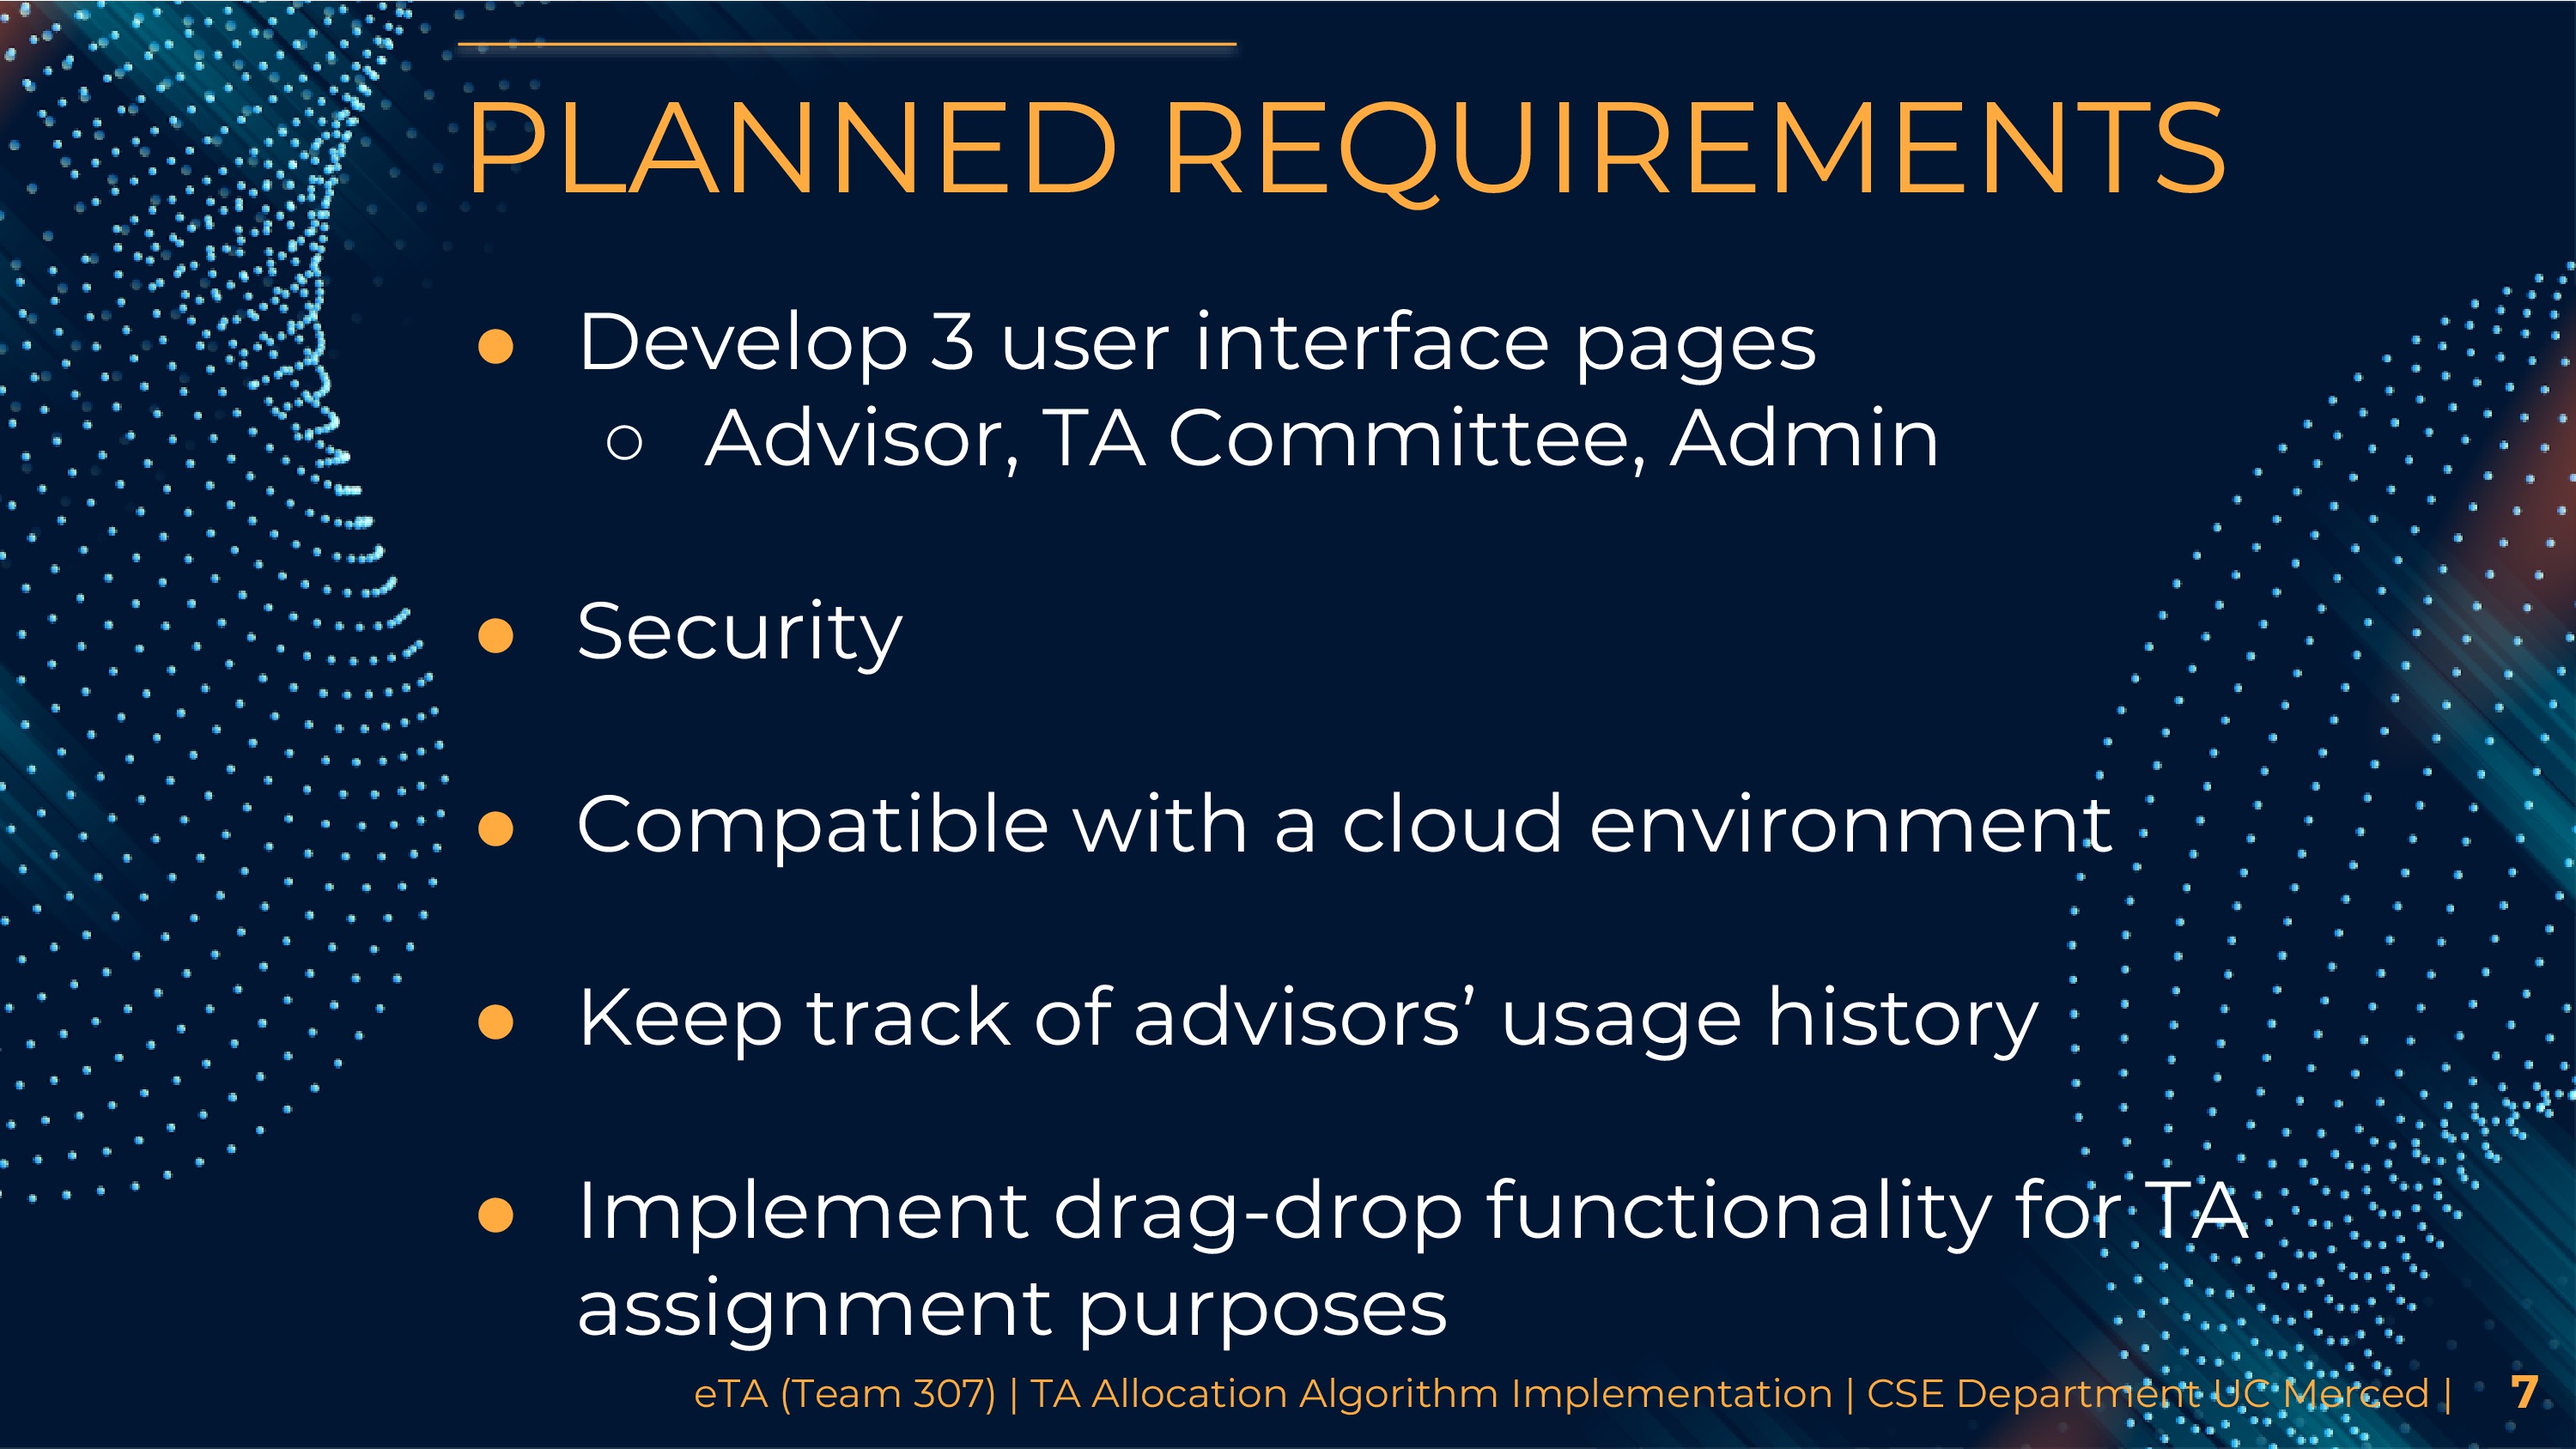 PLANNED REQUIREMENTS
● Develop 3 user interface pages
○ Advisor, TA Committee, Admin
● Security
● Compatible with a cloud environment
● Keep track of advisors’ usage history
● Implement drag-drop functionality for TA
assignment purposes
eTA (Team 307) | TA Allocation Algorithm Implementation | CSE Department UC Merced | 7